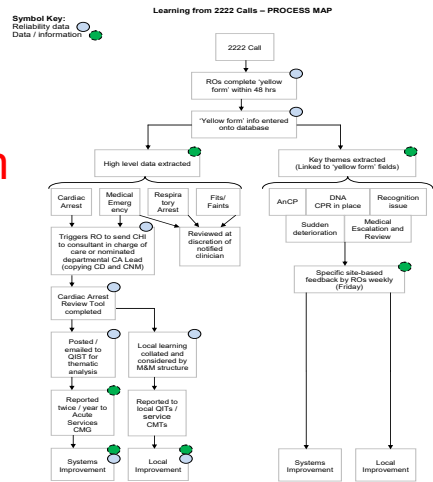 Learning from 2222 Calls – PROCESS MAP
Symbol Key:
Reliability data
Data / information
2222 Call
ROs complete 'yellow
form' within 48 hrs
'Yellow form' info entered
onto database
High level data extracted
Key themes extracted
(Linked to 'yellow form' fields)
n
Cardiac
Arrest
Medical
Emerg
ency
Respira
tory
Arrest
Fits/
Faints
AnCP
DNA
CPR in place
Recognition
issue
Sudden
deterioration
Medical
Escalation and
Review
Triggers RO to send CHI
to consultant in charge of
care or nominated
departmental CA Lead
(copying CD and CNM)
Reviewed at
discretion of
notified
clinician
Specific site-based
feedback by ROs weekly
(Friday)
Cardiac Arrest
Review Tool
completed
Posted /
emailed to
QIST for
thematic
analysis
Local learning
collated and
considered by
M&M structure
Reported
twice / year to
Acute
Services
CMG
Reported to
local QITs /
service
CMTs
Systems
Improvement
Local
Improvement
Systems
Improvement
Local
Improvement